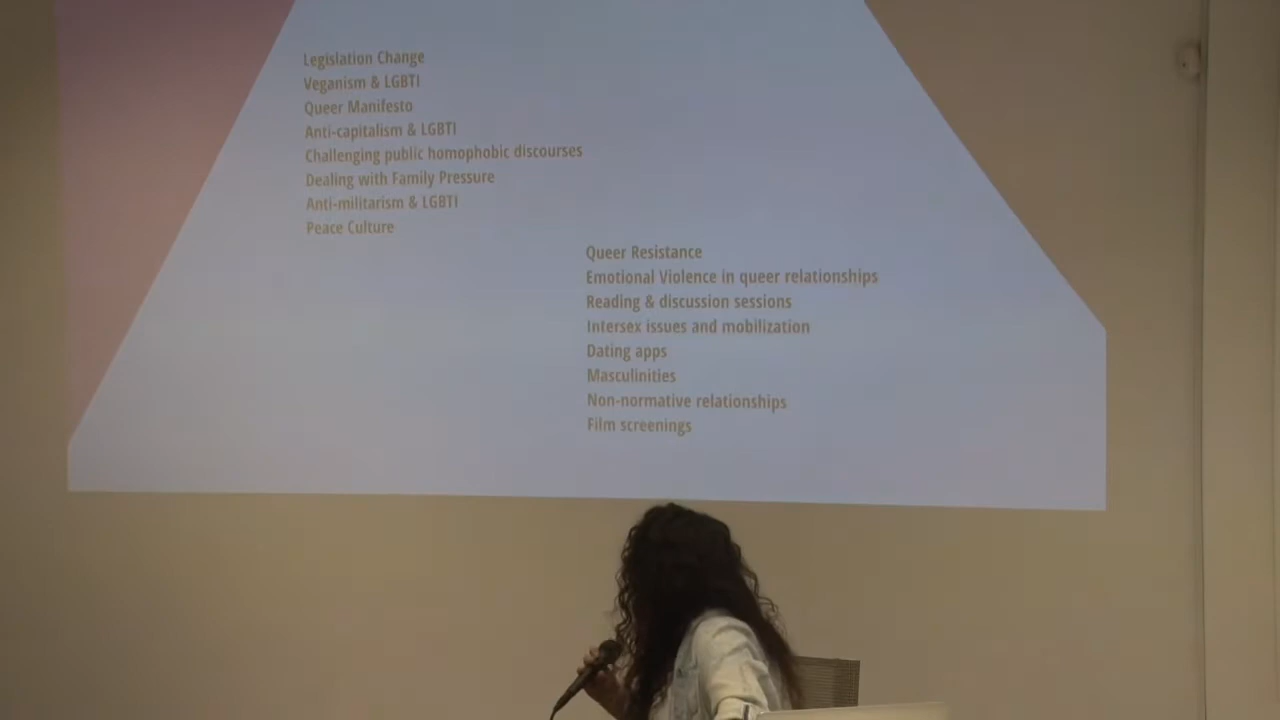 Legislation Change
Veganism & LGBTI
Queer Manifesto
Anti-capitalism & LGBTI
Challenging public homophobic discourses
Dealing with Family Pressure
Anti-militarism & LGBTI
Peace Culture
Queer Resistance
Emotional Violence in queer relationships
Reading & discussion sessions
Intersex issues and mobilization
Dating apps
Masculinities
Non-normative relationships
Film screenings